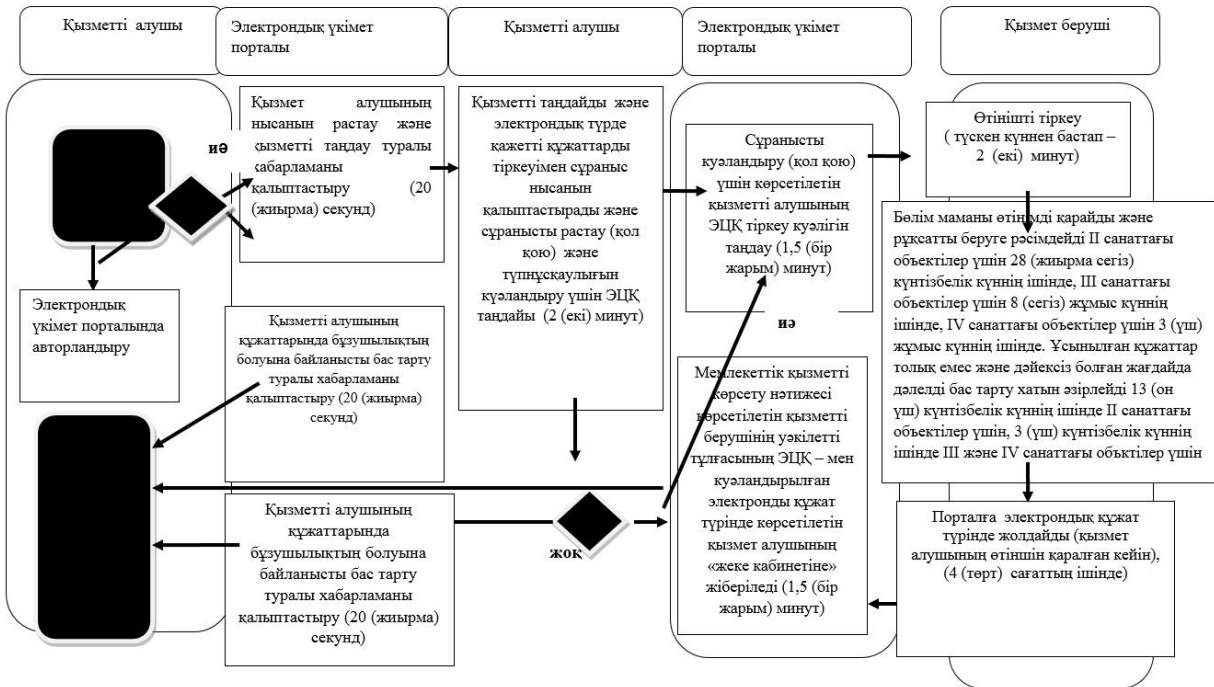 Қызметті алушы
Электрондық үкімет
порталы
Қызметті алушы
Электрондық үкімет
порталы
Қызмет беруші
Қызмет алушының
нысанын растау және
қызметті таңдау туралы
хабарламаны
қалыптастыру (20
(жиырма) секунд)
иә
Электрондық
үкімет порталында
авторландыру
Қызметті алушының
құжаттарында бұзушылықтың
болуына байланысты бас тарту
туралы хабарламаны
қалыптастыру (20 (жиырма)
секунд)
Қызметті алушының
құжаттарында
бұзушылықтың болуына
байланысты бас тарту
туралы хабарламаны
қалыптастыру (20 (жиырма)
секунд)
Қызметті таңдайды және
электрондық түрде
қажетті құжаттарды
тіркеуімен сұраныс
нысанын
қалыптастырады және
сұранысты растау (қол
қою) және
түпнұсқаулығын
куәландыру үшін ЭЦҚ
таңдайы (2 (екі) минут)
жоқ
Сұранысты
куәландыру (қол қою)
үшін көрсетілетін
қызметті алушының
ЭЦҚ тіркеу куәлігін
таңдау (1,5 (бір
жарым) минут)
иә
Мемлекеттік қызметті
көрсету нәтижесі
көрсетілетін қызметті
берушінің уәкілетті
тұлғасының ЭЦҚ – мен
куәландырылған
электронды құжат
түрінде көрсетілетін
қызмет алушының
«жеке кабинетіне»
жіберіледі (1,5 (бір
жарым) минут)
Өтінішті тіркеу
( түскен күннен бастап –
2 (екі) минут)
Бөлім маманы өтінімді қарайды және
рұқсатты беруге рәсімдейді II санаттағы
объектілер үшін 28 (жиырма сегіз)
күнтізбелік күннің ішінде, III санаттағы
объектілер үшін 8 (сегіз) жұмыс күннің
ішінде, IV санаттағы объектілер үшін 3 (үш)
жұмыс күннің ішінде. Ұсынылған құжаттар
толық емес және дәйексіз болған жағдайда
дәлелді бас тарту хатын әзірлейді 13 (он
үш) күнтізбелік күннің ішінде II санаттағы
объектілер үшін, 3 (үш) күнтізбелік күннің
ішінде III және IV санаттағы объктілер үшін
Порталға электрондық құжат
түрінде жолдайды (қызмет
алушының өтіншін қаралған кейін),
(4 (төрт) сағаттың ішінде)